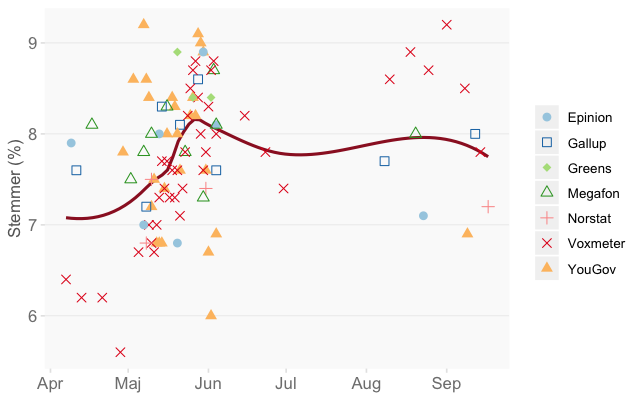 Stemmer (%)
9
8
7
6
Apr
Maj
Jun
Jul
Aug
Sep
Epinion
Gallup
Greens
Megafon
Norstat
Voxmeter
YouGov